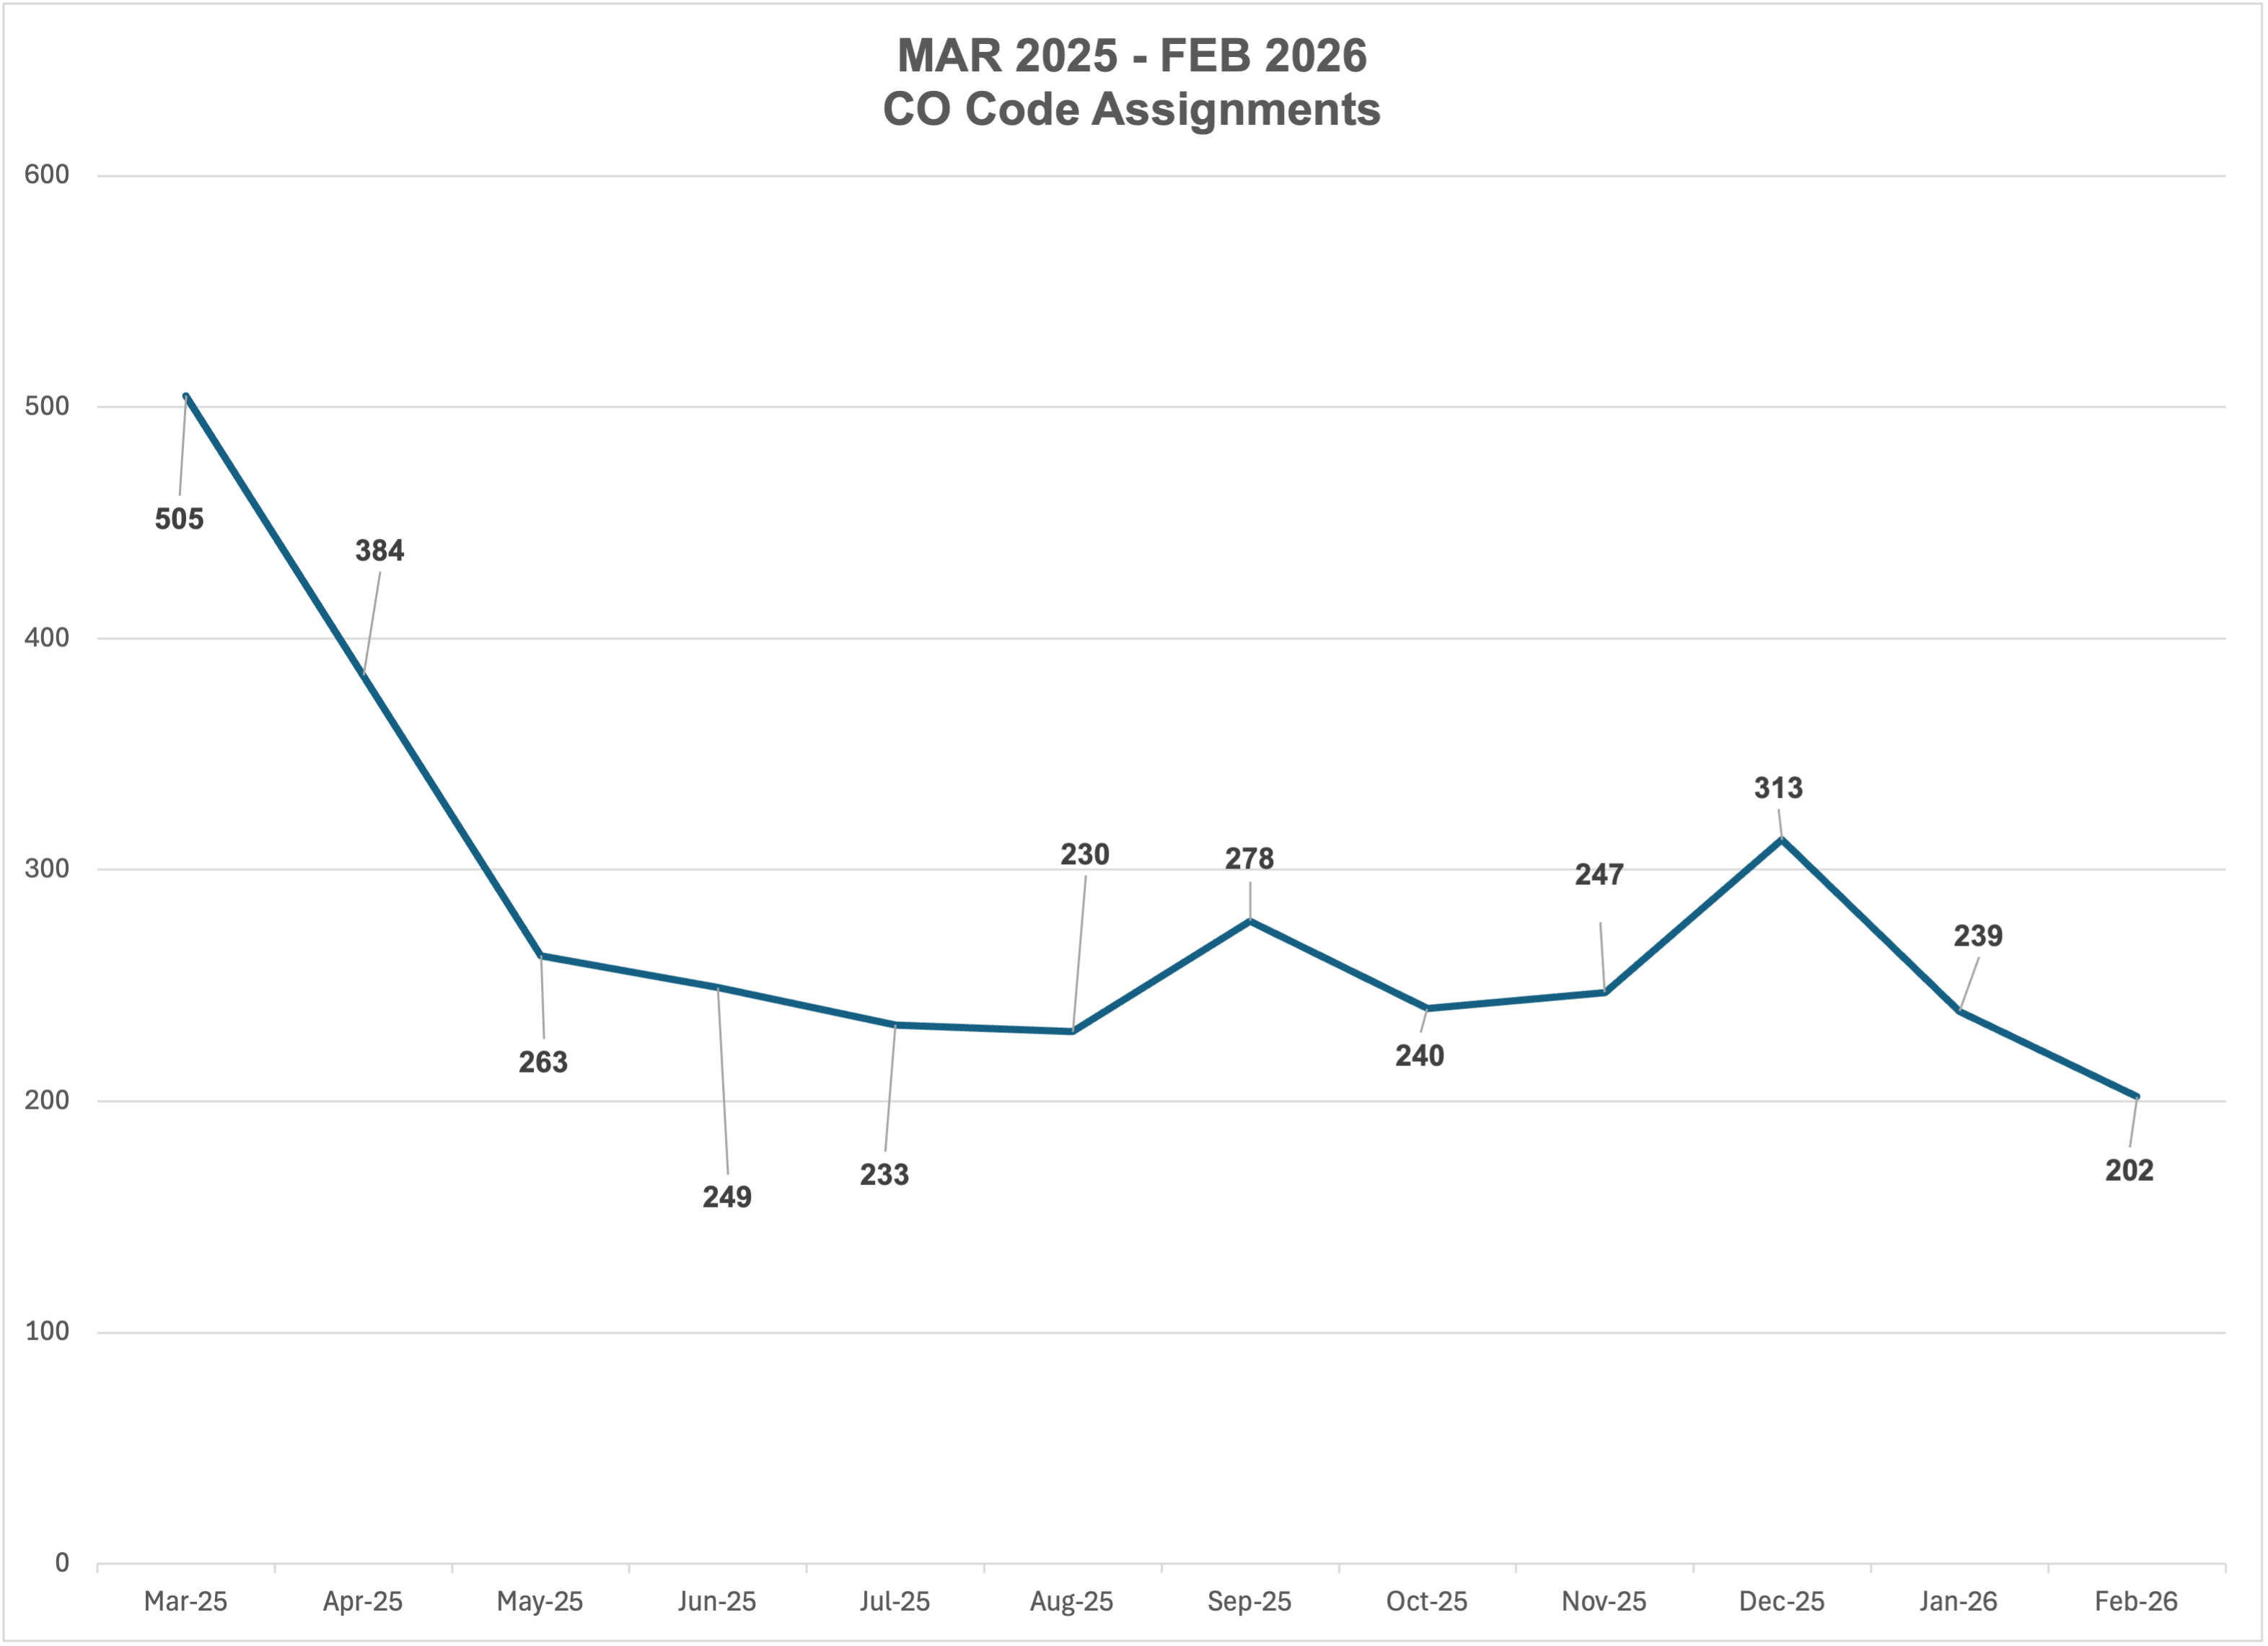 MAR 2025 - FEB 2026
CO Code Assignments
600
500
400
300
200
100
0
505
384
263
249
233
230
278
240
247
313
239
202
Mar-25
Apr-25
May-25
Jun-25
Jul-25
Aug-25
Sep-25
Oct-25
Nov-25
Dec-25
Jan-26
Feb-26